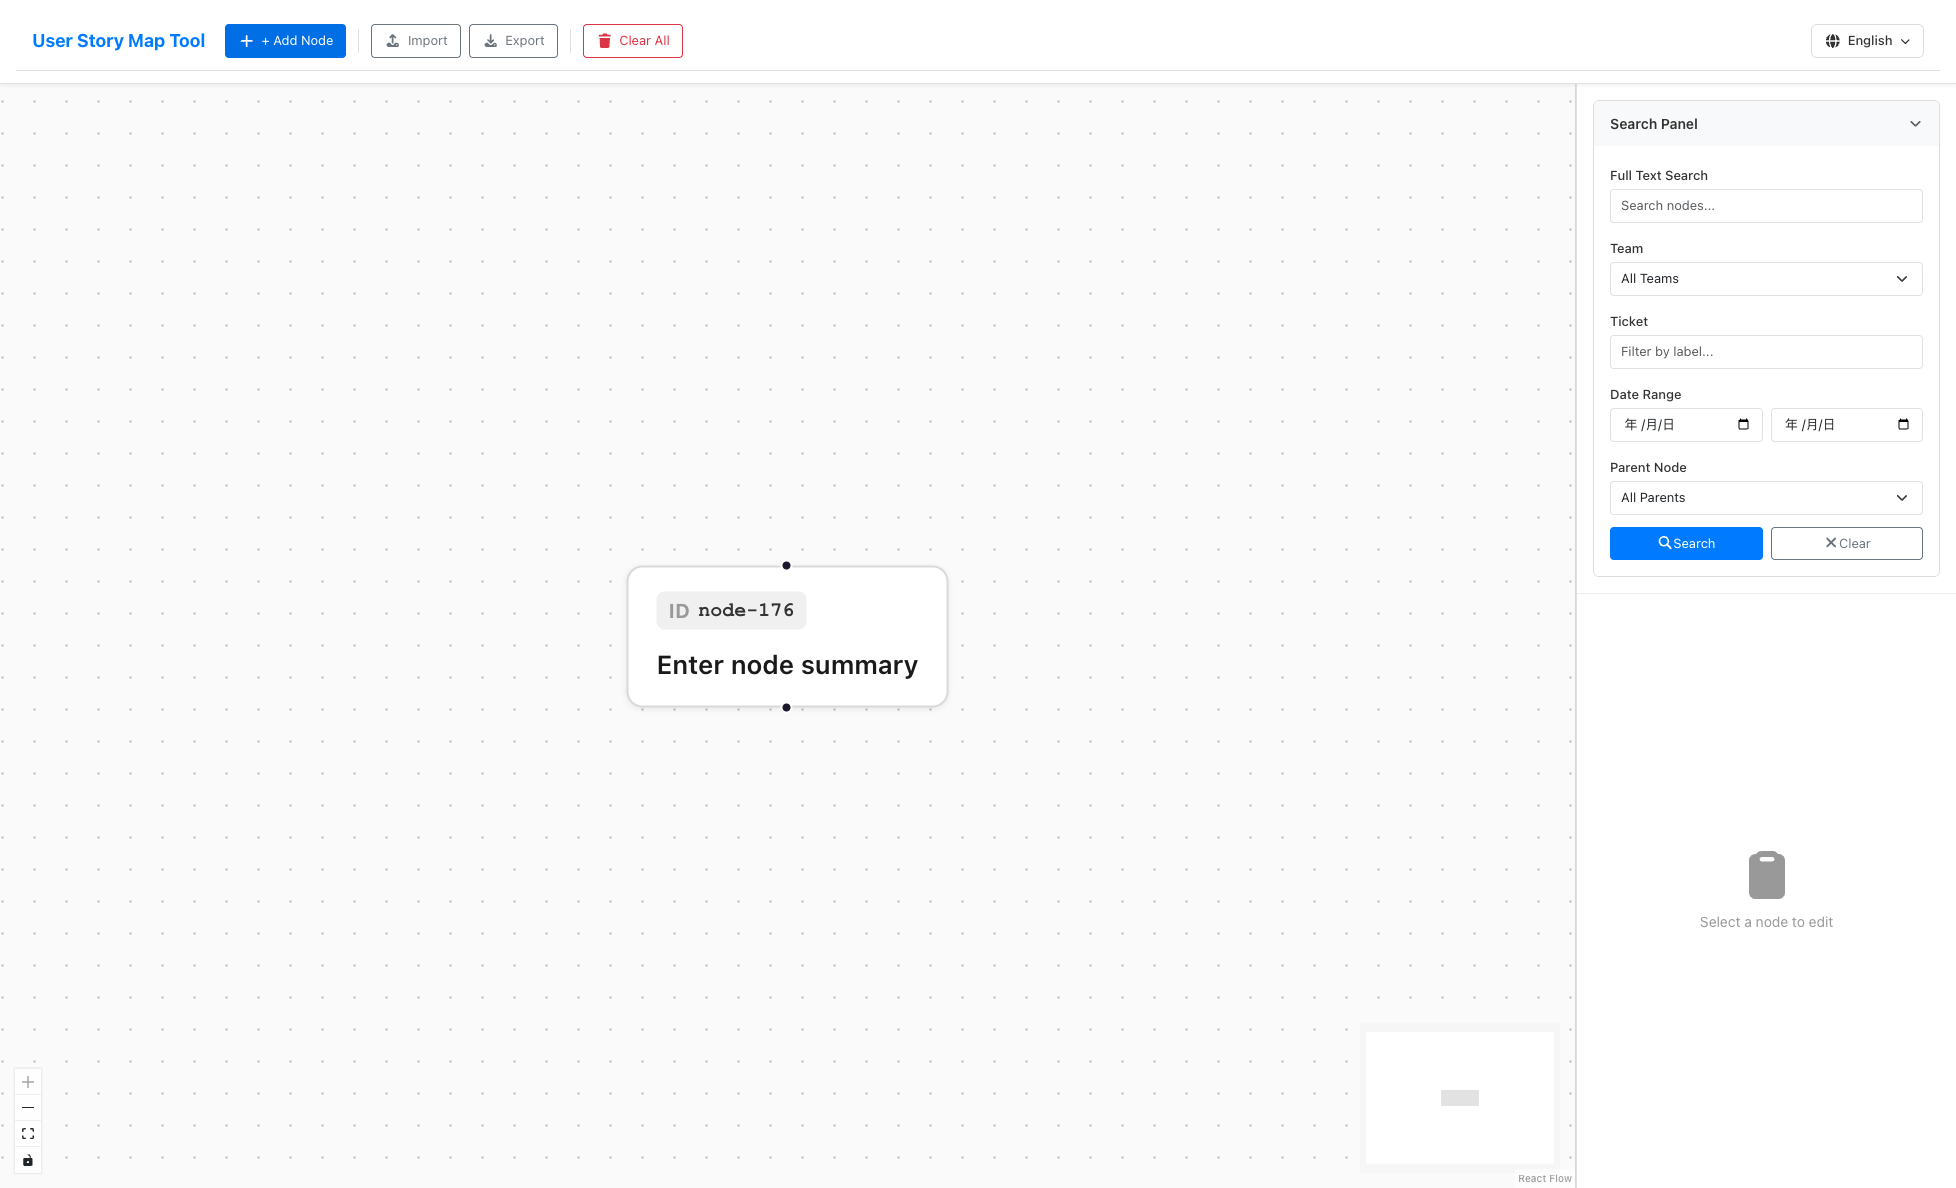 User Story Map Tool
+ Add Node
Import
Export
Clear All
English
Search Panel
Full Text Search
Search nodes...
Team
All Teams
Ticket
Filter by label...
Date Range
年 /月/日
年 /月/日
Parent Node
All Parents
Search
Clear
ID node-176
Enter node summary
Select a node to edit
React Flow